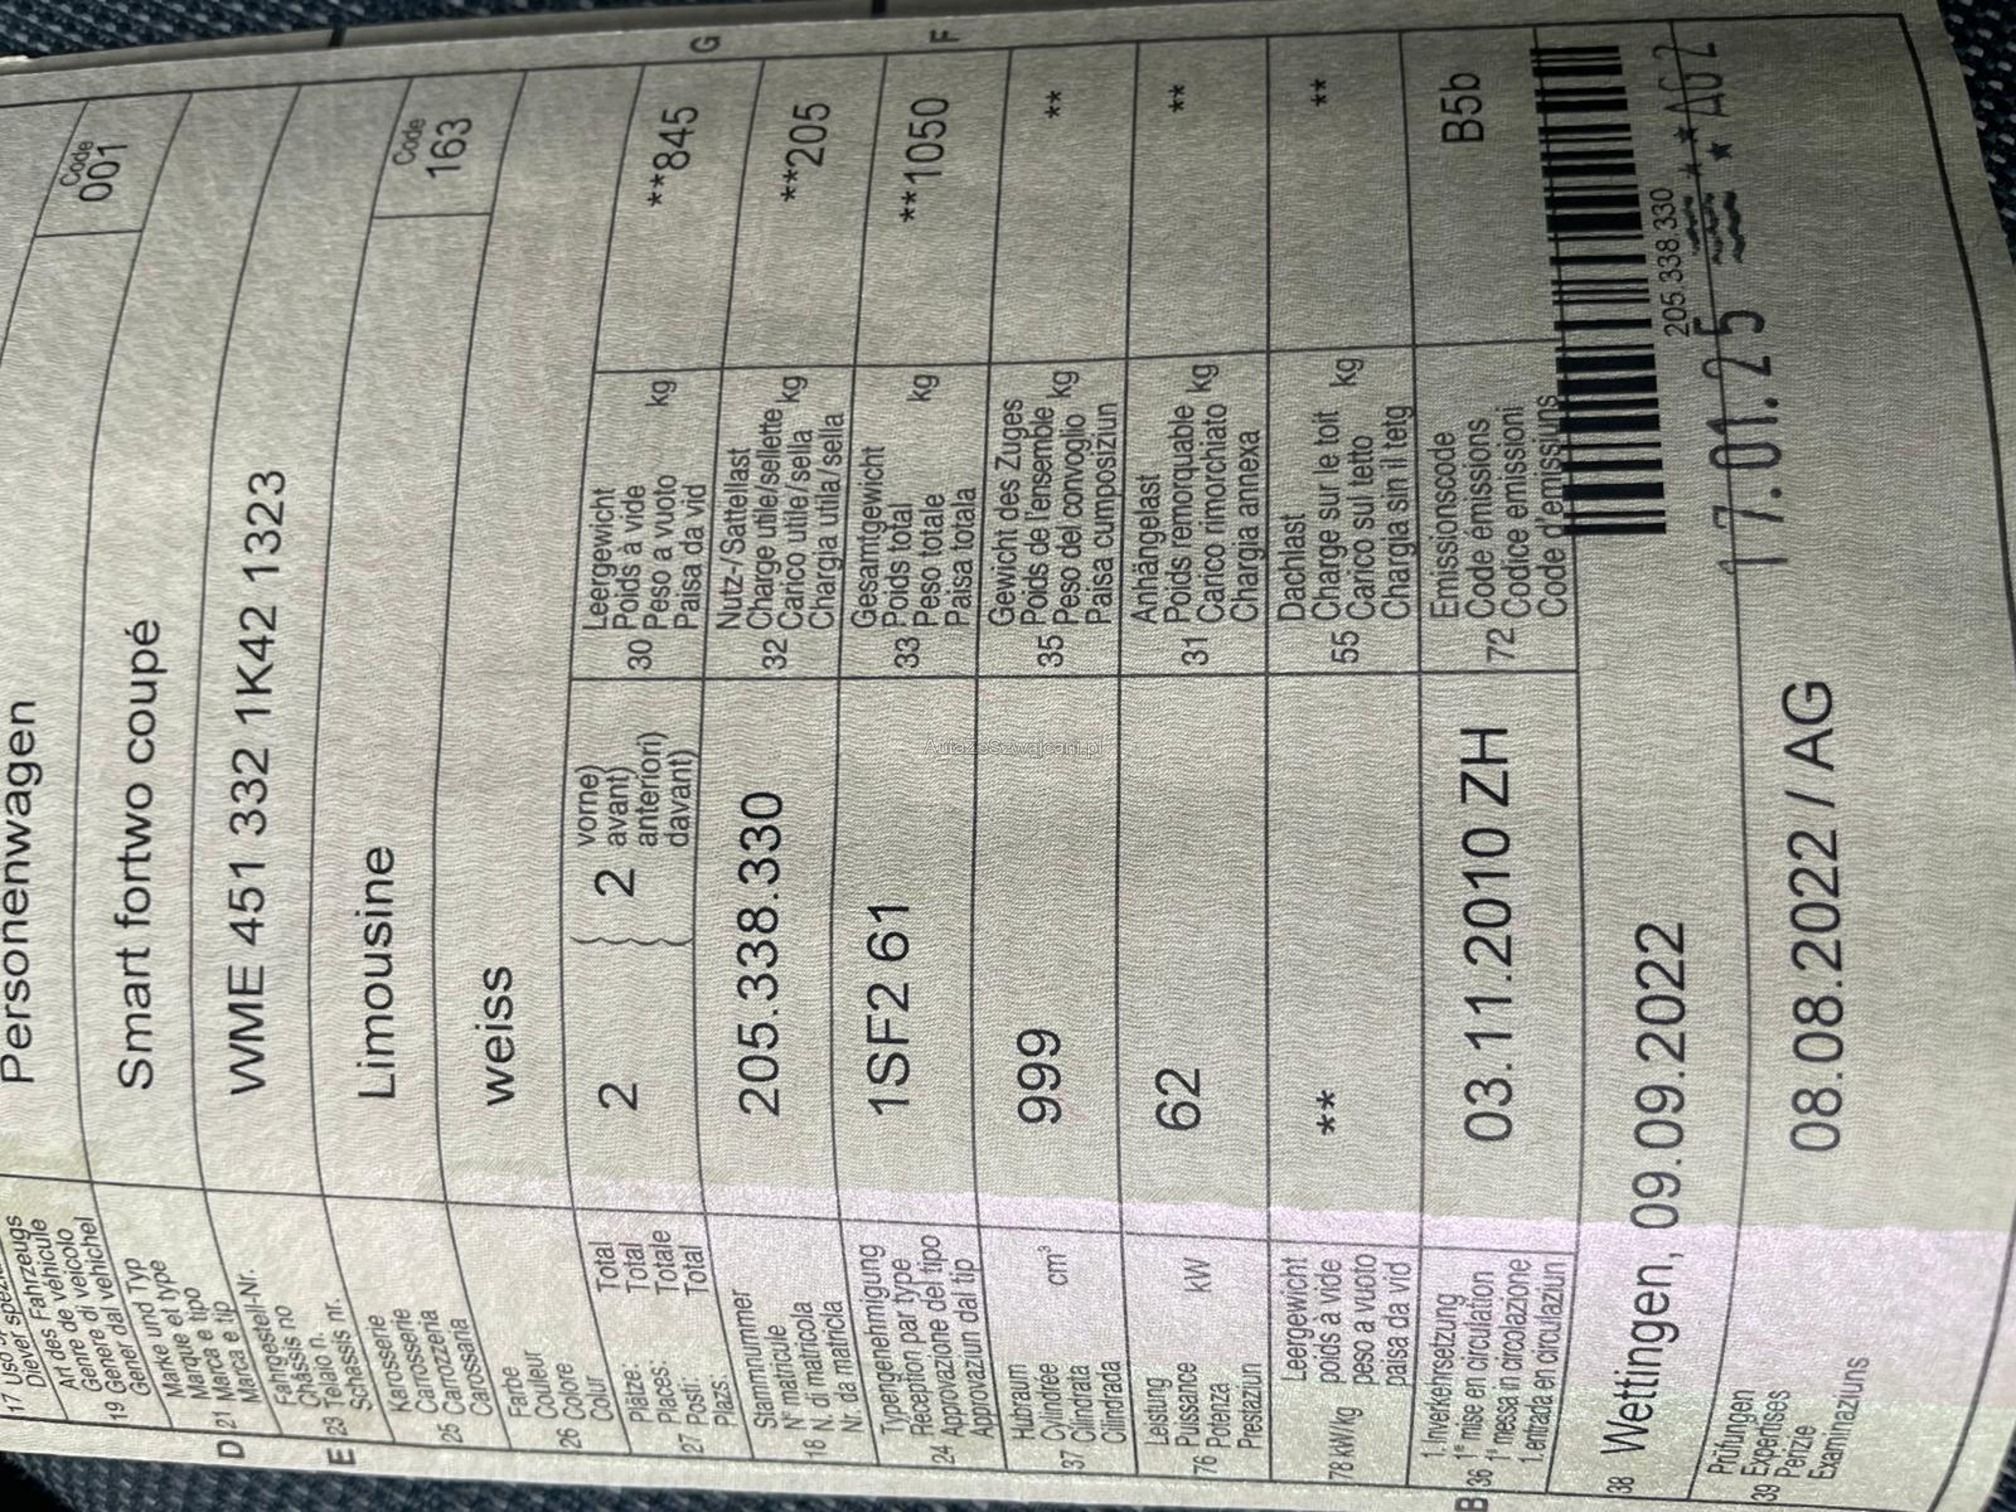 Personenwagen
Code
001
Smart fortwo coupé
WME 451 332 1K42 1323
Limousine
Code
163
weiss
17 Uso
Art des Fahrzeugs
Genre de véhicule
Genere di veicolo
19 Gener dal vehichel
Marke und Typ
Marque et type
D 21 Marca e tipo
Marca e tip
Fahrgestell-Nr.
Châssis no
E 23 Telaio n.
Schassis nr.
Karosserie
Carrosserie
25 Carrozzeria
Carossaria
Farbe
Couleur
26 Colore
Colur
Plätze: Total
Places: Total
27 Posti: Totale
Plazs: Total
2
2
vorne)
avant)
anteriori)
davant)
Leergewicht
Poids à vide
30 Peso a vuoto kg
Paisa da vid
**845
G
Stammnummer
N° matricule
18 N. di matricola
N. da matricla
205.338.330
Nutz-/Sattellast
Charge utile/sellette
32 Carico utile/sella kg
Chargia utila/sella
**205
Typengenehmigung
Réception par type
24 Approvazione del tipo
Approvaziun dal tip
1SF2 61
Gesamtgewicht
33 Poids total
Peso totale kg
Paisa totala
**1050
F
Hubraum
Cylindrée cm³
37 Cilindrata
Cilindrada
999
Gewicht des Zuges
Poids de l'ensemble
35 Peso del convoglio kg
Paisa cumposiziun
**
Leistung
Puissance kW
76 Potenza
Prestaziun
62
Anhängelast
Poids remorquable
31 Carico rimorchiato kg
Chargia annexa
**
Leergewicht
78 kW/kg poids à vide
peso a vuoto
paisa da vid
**
Dachlast
55 Charge sur le toit kg
Carico sul tetto
Chargia sin il tetg
**
1.Inverkehrsetzung
B 36 1re mise en circulation
1a messa in circolazione
1.entrada en circulaziun
03.11.2010 ZH
Emissionscode
72 Code émissions
Codice emissioni
Code d'emissiuns
B5b
38 Wettingen, 09.09.2022
205.338.330
Prüfungen
39 Expertises
Perizie
Examinaziuns
08.08.2022 / AG
17.01.25 ** AG 2
AutaZeSzwajcarii.pl